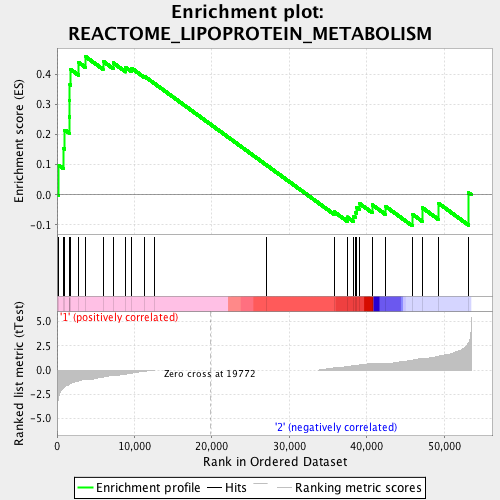 Enrichment plot:
REACTOME_LIPOPROTEIN_METABOLISM
Enrichment score (ES)
0.4
0.3
0.2
0.1
0.0
-0.1
'1' (positively correlated)
Ranked list metric (tTest)
5.0
2.5
0.0
-2.5
-5.0
Zero cross at 19772
'2' (negatively correlated)
0
10,000
20,000
30,000
40,000
50,000
Rank in Ordered Dataset
Enrichment profile
Hits
Ranking metric scores